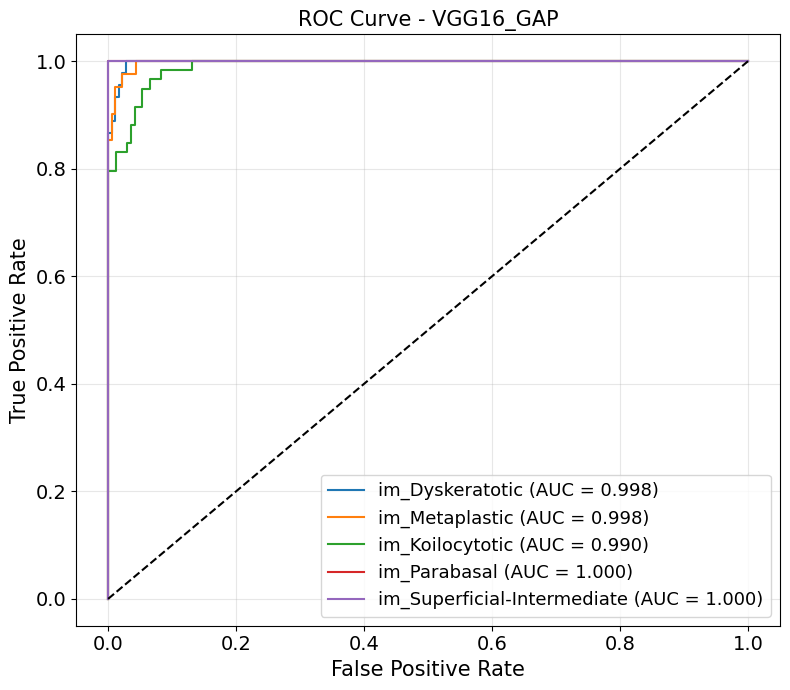 ROC Curve - VGG16_GAP
True Positive Rate
1.0
0.8
0.6
0.4
0.2
0.0
im_Dyskeratotic (AUC = 0.998)
im_Metaplastic (AUC = 0.998)
im_Koilocytotic (AUC = 0.990)
im_Parabasal (AUC = 1.000)
im_Superficial-Intermediate (AUC = 1.000)
0.0 0.2 0.4 0.6 0.8 1.0
False Positive Rate